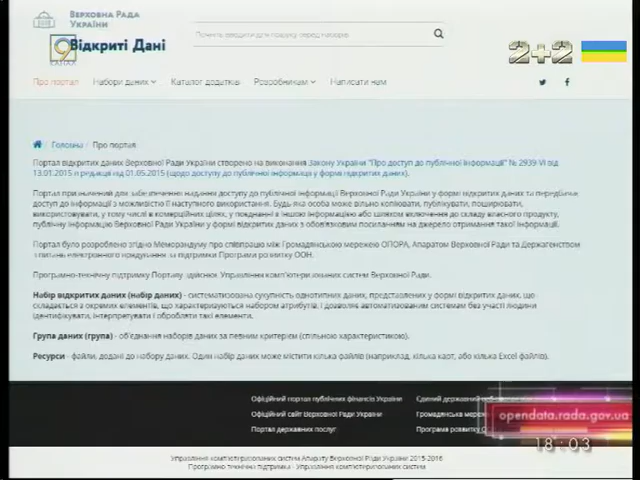 ВЕРХОВНА РАДА
УКРАЇНИ
9
КАНАЛ
Відкриті Дані
Почніть вводити для пошуку серед наборів
2+2
Про портал
Набори даних
Каталог додатків
Розробникам
Написати нам
Головна
Про портал
Портал відкритих даних Верховної Ради України створено на виконання Закону України "Про доступ до публічної інформації" № 2939-VI від
13.01.2015 в редакції від 01.05.2015 (щодо доступу до публічної інформації у формі відкритих даних).
Портал призначений для забезпечення надання доступу до публічної інформації Верховної Ради України у формі відкритих даних та передбачає
доступ до інформації з можливістю її наступного використання. Будь-яка особа може вільно копіювати, публікувати, поширювати,
використовувати, у тому числі в комерційних цілях, у поєднанні з іншою інформацією або шляхом включення до складу власного продукту,
публічну інформацію Верховної Ради України у формі відкритих даних з обов'язковим посиланням на джерело отримання такої інформації.
Портал було розроблено згідно Меморандуму про співпрацю між Громадянською мережею ОПОРА, Апаратом Верховної Ради та Держагенством
з питань електронного врядування за підтримки Програми розвитку ООН.
Програмно-технічну підтримку Порталу здійснює Управління комп'ютеризованих систем Верховної Ради.
Набір відкритих даних (набір даних) - систематизована сукупність однотипних даних, представлених у формі відкритих даних, що
складається з окремих елементів, що характеризуються набором атрибутів, і дозволяє автоматизованим системам без участі людини
ідентифікувати, інтерпретувати і обробляти такі елементи.
Група даних (група) - об'єднання наборів даних за певним критерієм (спільною характеристикою).
Ресурси - файли, додані до набору даних. Один набір даних може містити кілька файлів (наприклад, кілька карт, або кілька Excel файлів).
Офіційний портал публічних фінансів України
Єдиний державний
Офіційний сайт Верховної Ради України
Громадянська мереж
Портал державних послуг
Програма розвитку О
opendata.rada.gov.ua
18:03
Управління комп'ютеризованих систем Апарату Верховної Ради України 2015-2016
Програмно технічна підтримка - Управління комп'ютеризованих систем